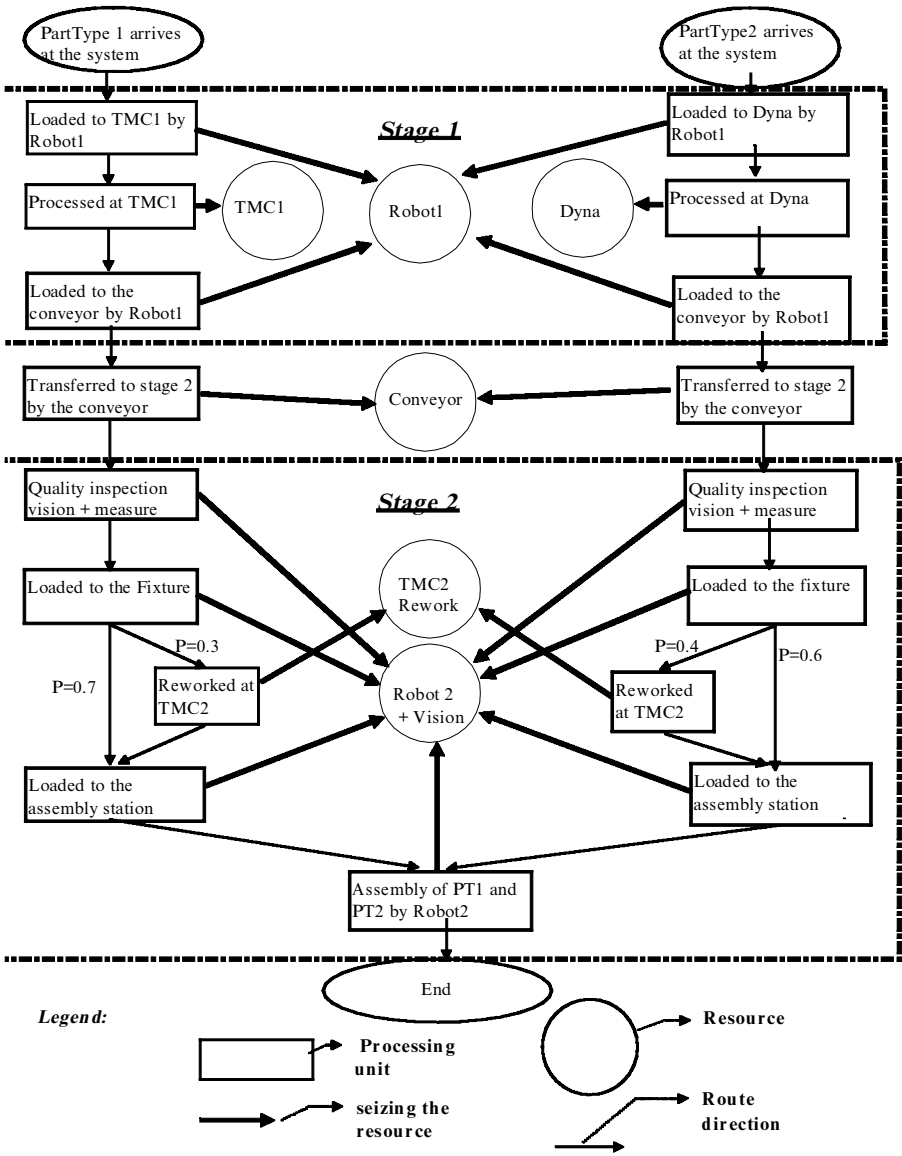 PartType 1 arrives
at the system
PartType2 arrives
at the system
Stage 1
Loaded to TMC1 by
Robot1
Loaded to Dyna by
Robot1
Processed at TMC1
TMC1
Robot1
Dyna
Processed at Dyna
Loaded to the
conveyor by Robot1
Loaded to the
conveyor by Robot1
Transferred to stage 2
by the conveyor
Conveyor
Transferred to stage 2
by the conveyor
Stage 2
Quality inspection
vision + measure
Quality inspection
vision + measure
Loaded to the Fixture
TMC2
Rework
Loaded to the fixture
P=0.3
P=0.7
Reworked at
TMC2
Robot 2
+ Vision
P=0.4
P=0.6
Reworked
at TMC2
Loaded to the
assembly station
Loaded to the
assembly station
Assembly of PT1 and
PT2 by Robot2
End
Legend:
Processing
unit
Resource
seizing the
resource
Route
direction